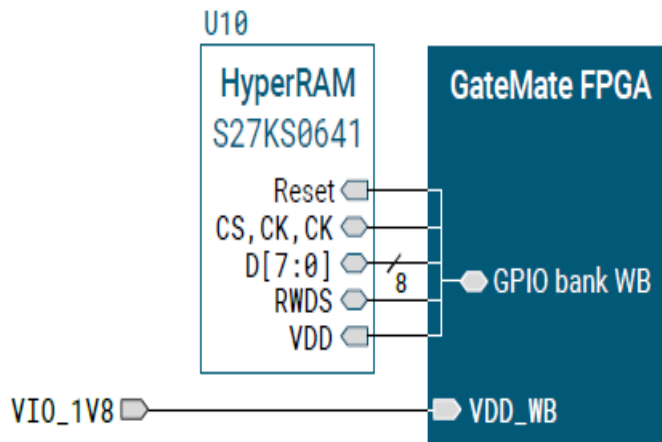 U10
HyperRAM
S27KS0641
GateMate FPGA
Reset
CS,CK,CK
D[7:0]
8
RWDS
VDD
GPIO bank WB
VIO_1V8
VDD_WB